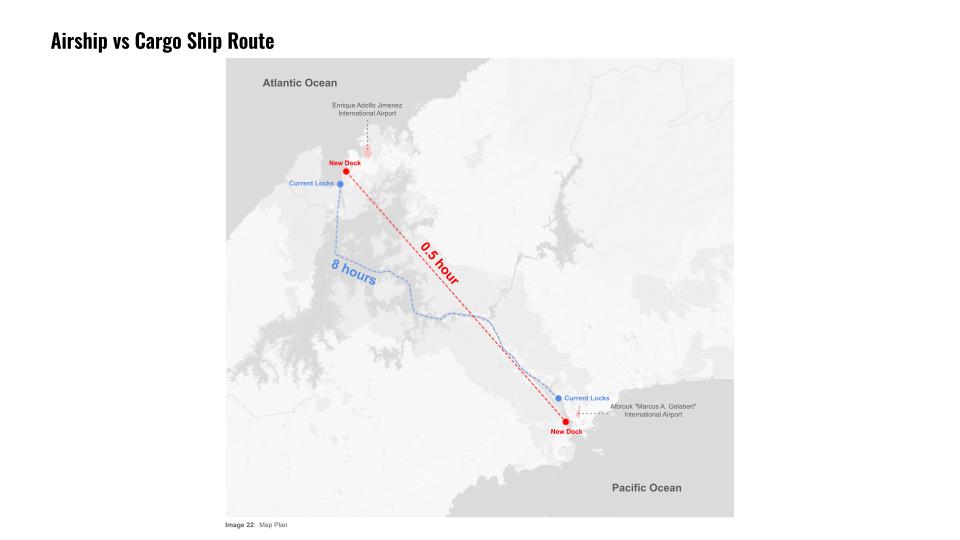 Airship vs Cargo Ship Route
Atlantic Ocean
Enrique Adolfo Jimenez
International Airport
New Dock
Current Locks
0.5 hour
8 hours
Current Locks
Albrook "Marcos A. Gelabert"
International Airport
New Dock
Pacific Ocean
Image 22: Map Plan